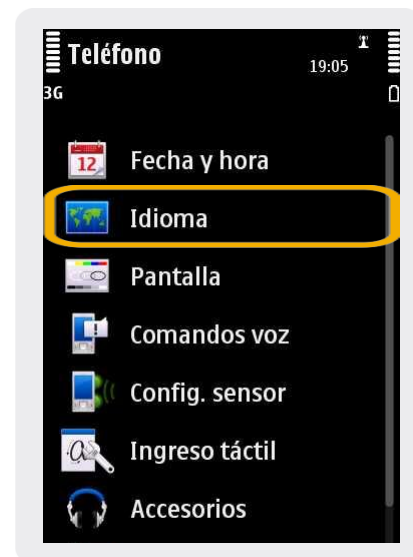 Teléfono
19:05
3G
12 Fecha y hora
Idioma
Pantalla
Comandos voz
Config. sensor
Ingreso táctil
Accesorios